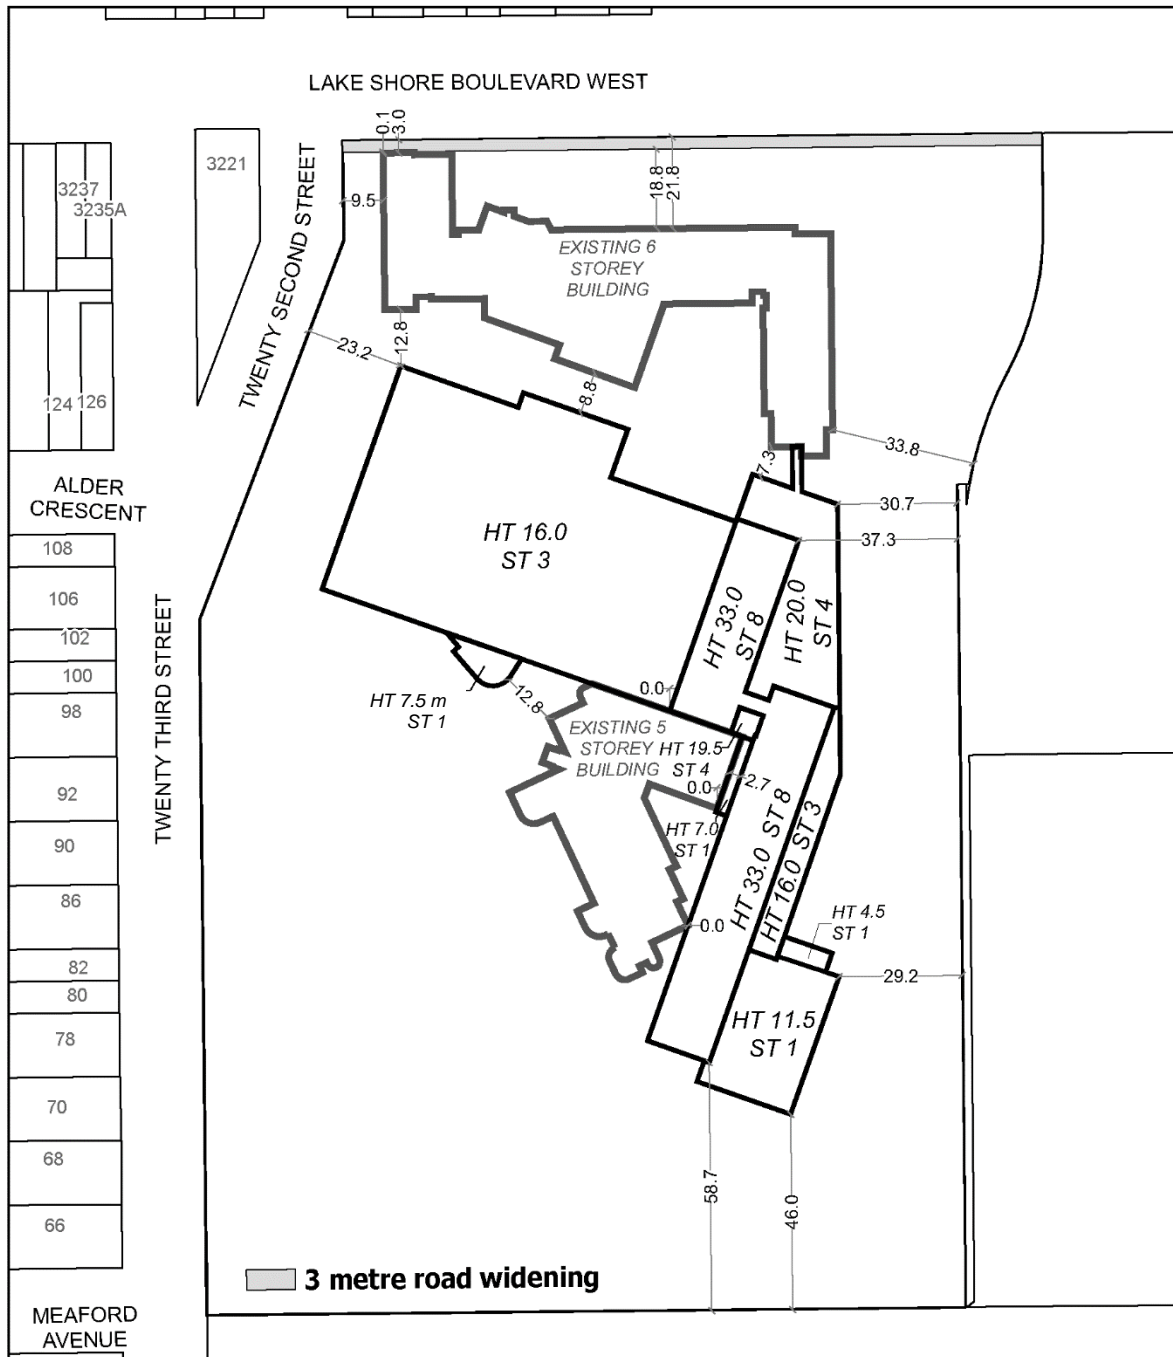 LAKE SHORE BOULEVARD WEST
0.1
3.0
3221
3237
3235A
TWENTY SECOND STREET
9.5
18.8
21.8
EXISTING 6
STOREY
BUILDING
23.2
12.8
8.8
124
126
33.8
7.3
30.7
37.3
ALDER
CRESCENT
HT 16.0
ST 3
108
106
102
100
98
92
90
86
82
80
78
70
68
66
TWENTY THIRD STREET
HT 33.0
ST 8
HT 20.0
ST 4
HT 7.5 m
ST 1
12.8
0.0
EXISTING 5
STOREY
BUILDING
HT 19.5
ST 4
0.0
2.7
HT 7.0
ST 1
HT 33.0 ST 8
HT 16.0 ST 3
0.0
HT 4.5
ST 1
29.2
HT 11.5
ST 1
58.7
46.0
3 metre road widening
MEAFORD
AVENUE